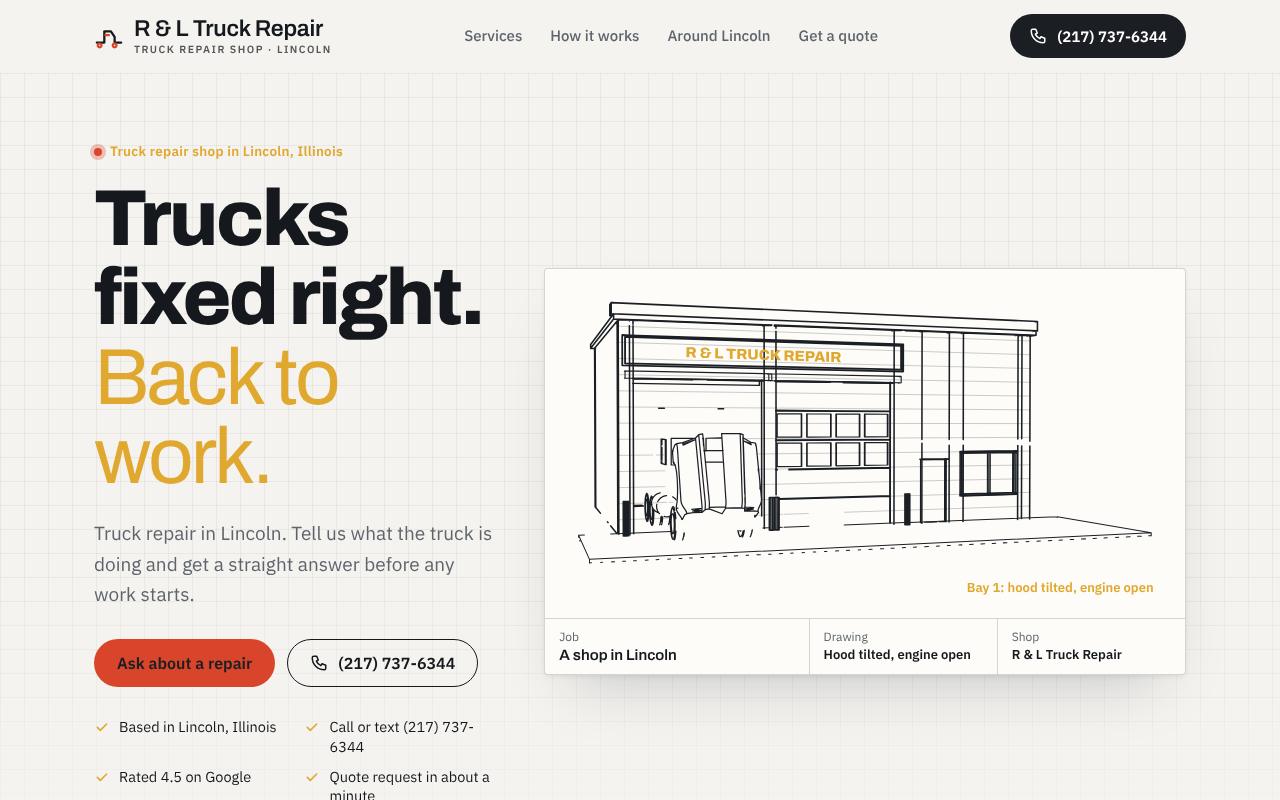 R & L Truck Repair
TRUCK REPAIR SHOP · LINCOLN
Services
How it works
Around Lincoln
Get a quote
(217) 737-6344
Truck repair shop in Lincoln, Illinois
Trucks
fixed right.
Back to
work.
Truck repair in Lincoln. Tell us what the truck is
doing and get a straight answer before any
work starts.
Ask about a repair
(217) 737-6344
Based in Lincoln, Illinois
Call or text (217) 737-
6344
Rated 4.5 on Google
Quote request in about a
minute
R & L TRUCK REPAIR
Bay 1: hood tilted, engine open
Job
A shop in Lincoln
Drawing
Hood tilted, engine open
Shop
R & L Truck Repair